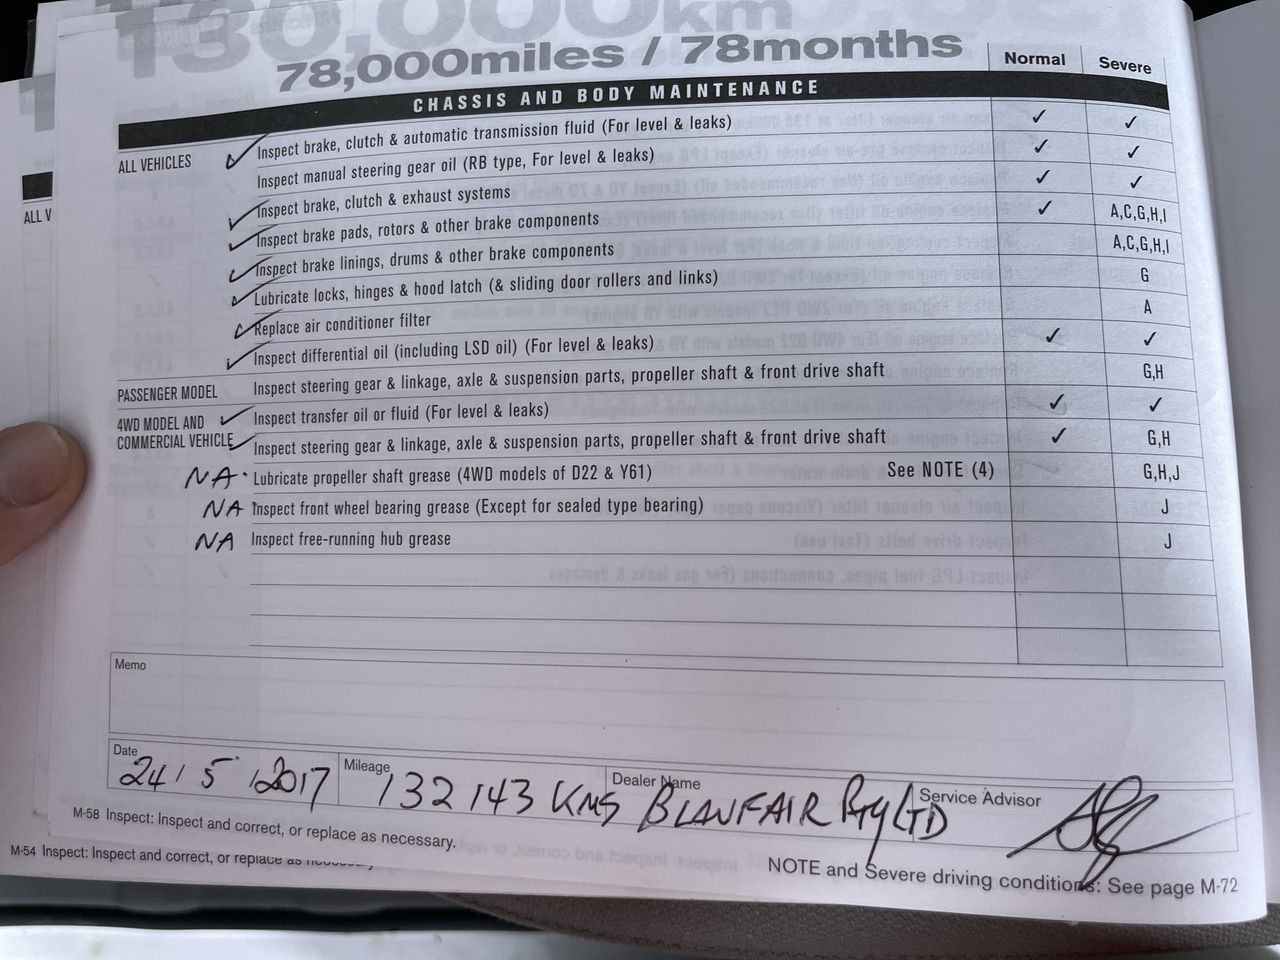 130,000km
78,000miles / 78months
Normal Severe
CHASSIS AND BODY MAINTENANCE
ALL VEHICLES ✓ Inspect brake, clutch & automatic transmission fluid (For level & leaks) ✓ ✓
Inspect manual steering gear oil (RB type, For level & leaks) ✓ ✓
✓ Inspect brake, clutch & exhaust systems ✓ ✓
✓ Inspect brake pads, rotors & other brake components ✓ A,C,G,H,I
✓ Inspect brake linings, drums & other brake components A,C,G,H,I
✓ Lubricate locks, hinges & hood latch (& sliding door rollers and links) G
✓ Replace air conditioner filter A
✓ Inspect differential oil (including LSD oil) (For level & leaks) ✓ ✓
PASSENGER MODEL Inspect steering gear & linkage, axle & suspension parts, propeller shaft & front drive shaft G,H
4WD MODEL AND ✓ Inspect transfer oil or fluid (For level & leaks) ✓ ✓
COMMERCIAL VEHICLE ✓ Inspect steering gear & linkage, axle & suspension parts, propeller shaft & front drive shaft ✓ G,H
NA. Lubricate propeller shaft grease (4WD models of D22 & Y61) See NOTE (4) G,H,J
NA Inspect front wheel bearing grease (Except for sealed type bearing) J
NA Inspect free-running hub grease J
Memo
Date 24/5/2017 Mileage 132143 KMS Dealer Name BLANFAIR Pty LTD Service Advisor
M-58 Inspect: Inspect and correct, or replace as necessary.
NOTE and Severe driving conditions: See page M-72
ALL V
M-54 Inspect: Inspect and correct, or replace as necessary